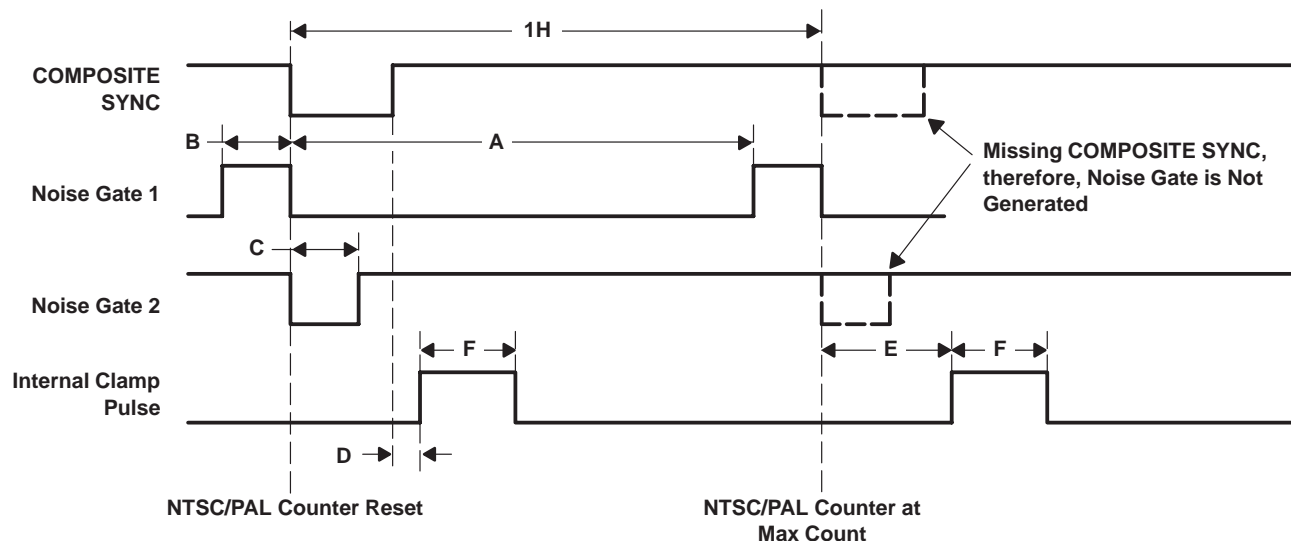 1H
COMPOSITE
SYNC
B
A
Missing COMPOSITE SYNC,
therefore, Noise Gate is Not
Generated
Noise Gate 1
C
Noise Gate 2
F
E
F
Internal Clamp
Pulse
D
NTSC/PAL Counter Reset
NTSC/PAL Counter at
Max Count